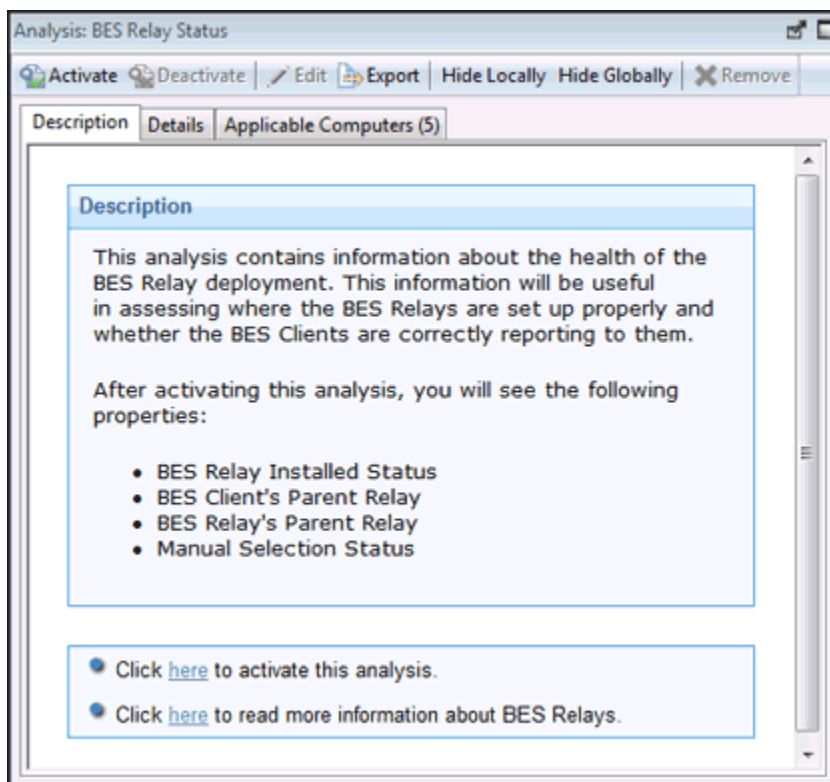 Analysis: BES Relay Status
Activate Deactivate Edit Export Hide Locally Hide Globally Remove
Description Details Applicable Computers (5)
Description
This analysis contains information about the health of the
BES Relay deployment. This information will be useful
in assessing where the BES Relays are set up properly and
whether the BES Clients are correctly reporting to them.
After activating this analysis, you will see the following
properties:
• BES Relay Installed Status
• BES Client's Parent Relay
• BES Relay's Parent Relay
• Manual Selection Status
Click here to activate this analysis.
Click here to read more information about BES Relays.